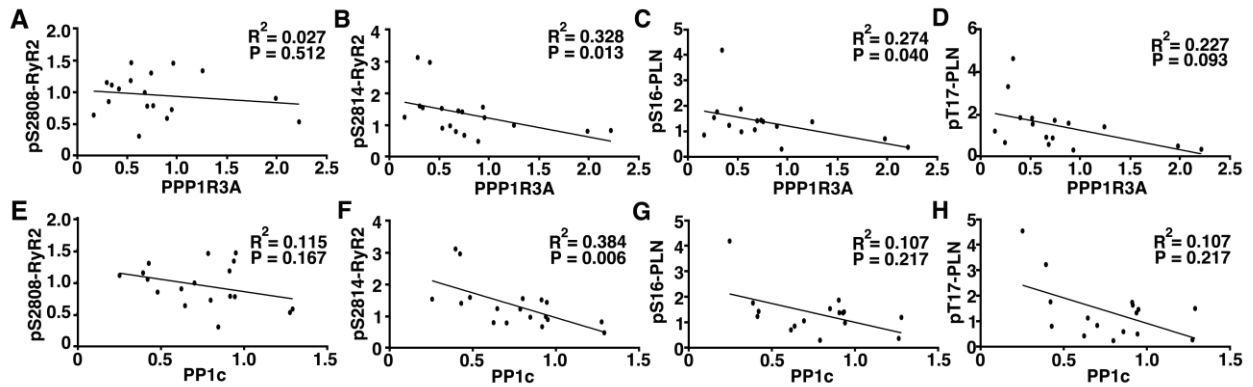 A
pS2808-RyR2
2.0
1.5
1.0
0.5
0.0
R² = 0.027
P = 0.512
0.0 0.5 1.0 1.5 2.0 2.5
PPP1R3A
B
pS2814-RyR2
4
3
2
1
0
R² = 0.328
P = 0.013
0.0 0.5 1.0 1.5 2.0 2.5
PPP1R3A
C
pS16-PLN
5
4
3
2
1
0
R² = 0.274
P = 0.040
0.0 0.5 1.0 1.5 2.0 2.5
PPP1R3A
D
pT17-PLN
6
4
2
0
R² = 0.227
P = 0.093
0.0 0.5 1.0 1.5 2.0 2.5
PPP1R3A
E
pS2808-RyR2
2.0
1.5
1.0
0.5
0.0
R² = 0.115
P = 0.167
0.0 0.5 1.0 1.5
PP1c
F
pS2814-RyR2
4
3
2
1
0
R² = 0.384
P = 0.006
0.0 0.5 1.0 1.5
PP1c
G
pS16-PLN
5
4
3
2
1
0
R² = 0.107
P = 0.217
0.0 0.5 1.0 1.5
PP1c
H
pT17-PLN
5
4
3
2
1
0
R² = 0.107
P = 0.217
0.0 0.5 1.0 1.5
PP1c